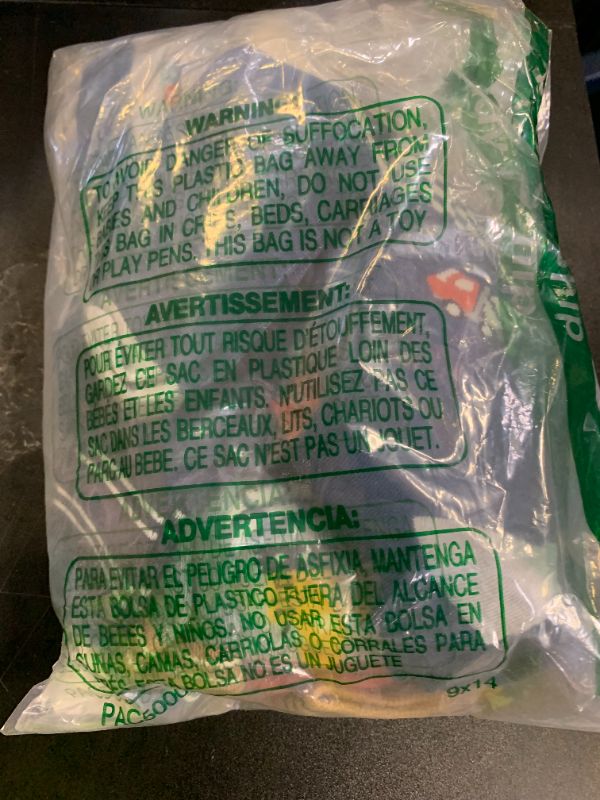 WARNING:
TO AVOID DANGER OF SUFFOCATION,
KEEP THIS PLASTIC BAG AWAY FROM
BABIES AND CHILDREN, DO NOT USE
THIS BAG IN CRIBS, BEDS, CARRIAGES
OR PLAY PENS. THIS BAG IS NOT A TOY
AVERTISSEMENT:
POUR ÉVITER TOUT RISQUE D'ÉTOUFFEMENT,
GARDEZ CE SAC EN PLASTIQUE LOIN DES
BÉBÉS ET LES ENFANTS. N'UTILISEZ PAS CE
SAC DANS LES BERCEAUX, LITS, CHARIOTS OU
PARC AU BEBE. CE SAC N'EST PAS UN JOUET.
ADVERTENCIA:
PARA EVITAR EL PELIGRO DE ASFIXIA, MANTENGA
ESTA BOLSA DE PLASTICO FUERA DEL ALCANCE
DE BEBES Y NINOS. NO USAR ESTA BOLSA EN
CUNAS, CAMAS, CARRIOLAS O CORRALES PARA
BEBES, ESTA BOLSA NO ES UN JUGUETE
9x14